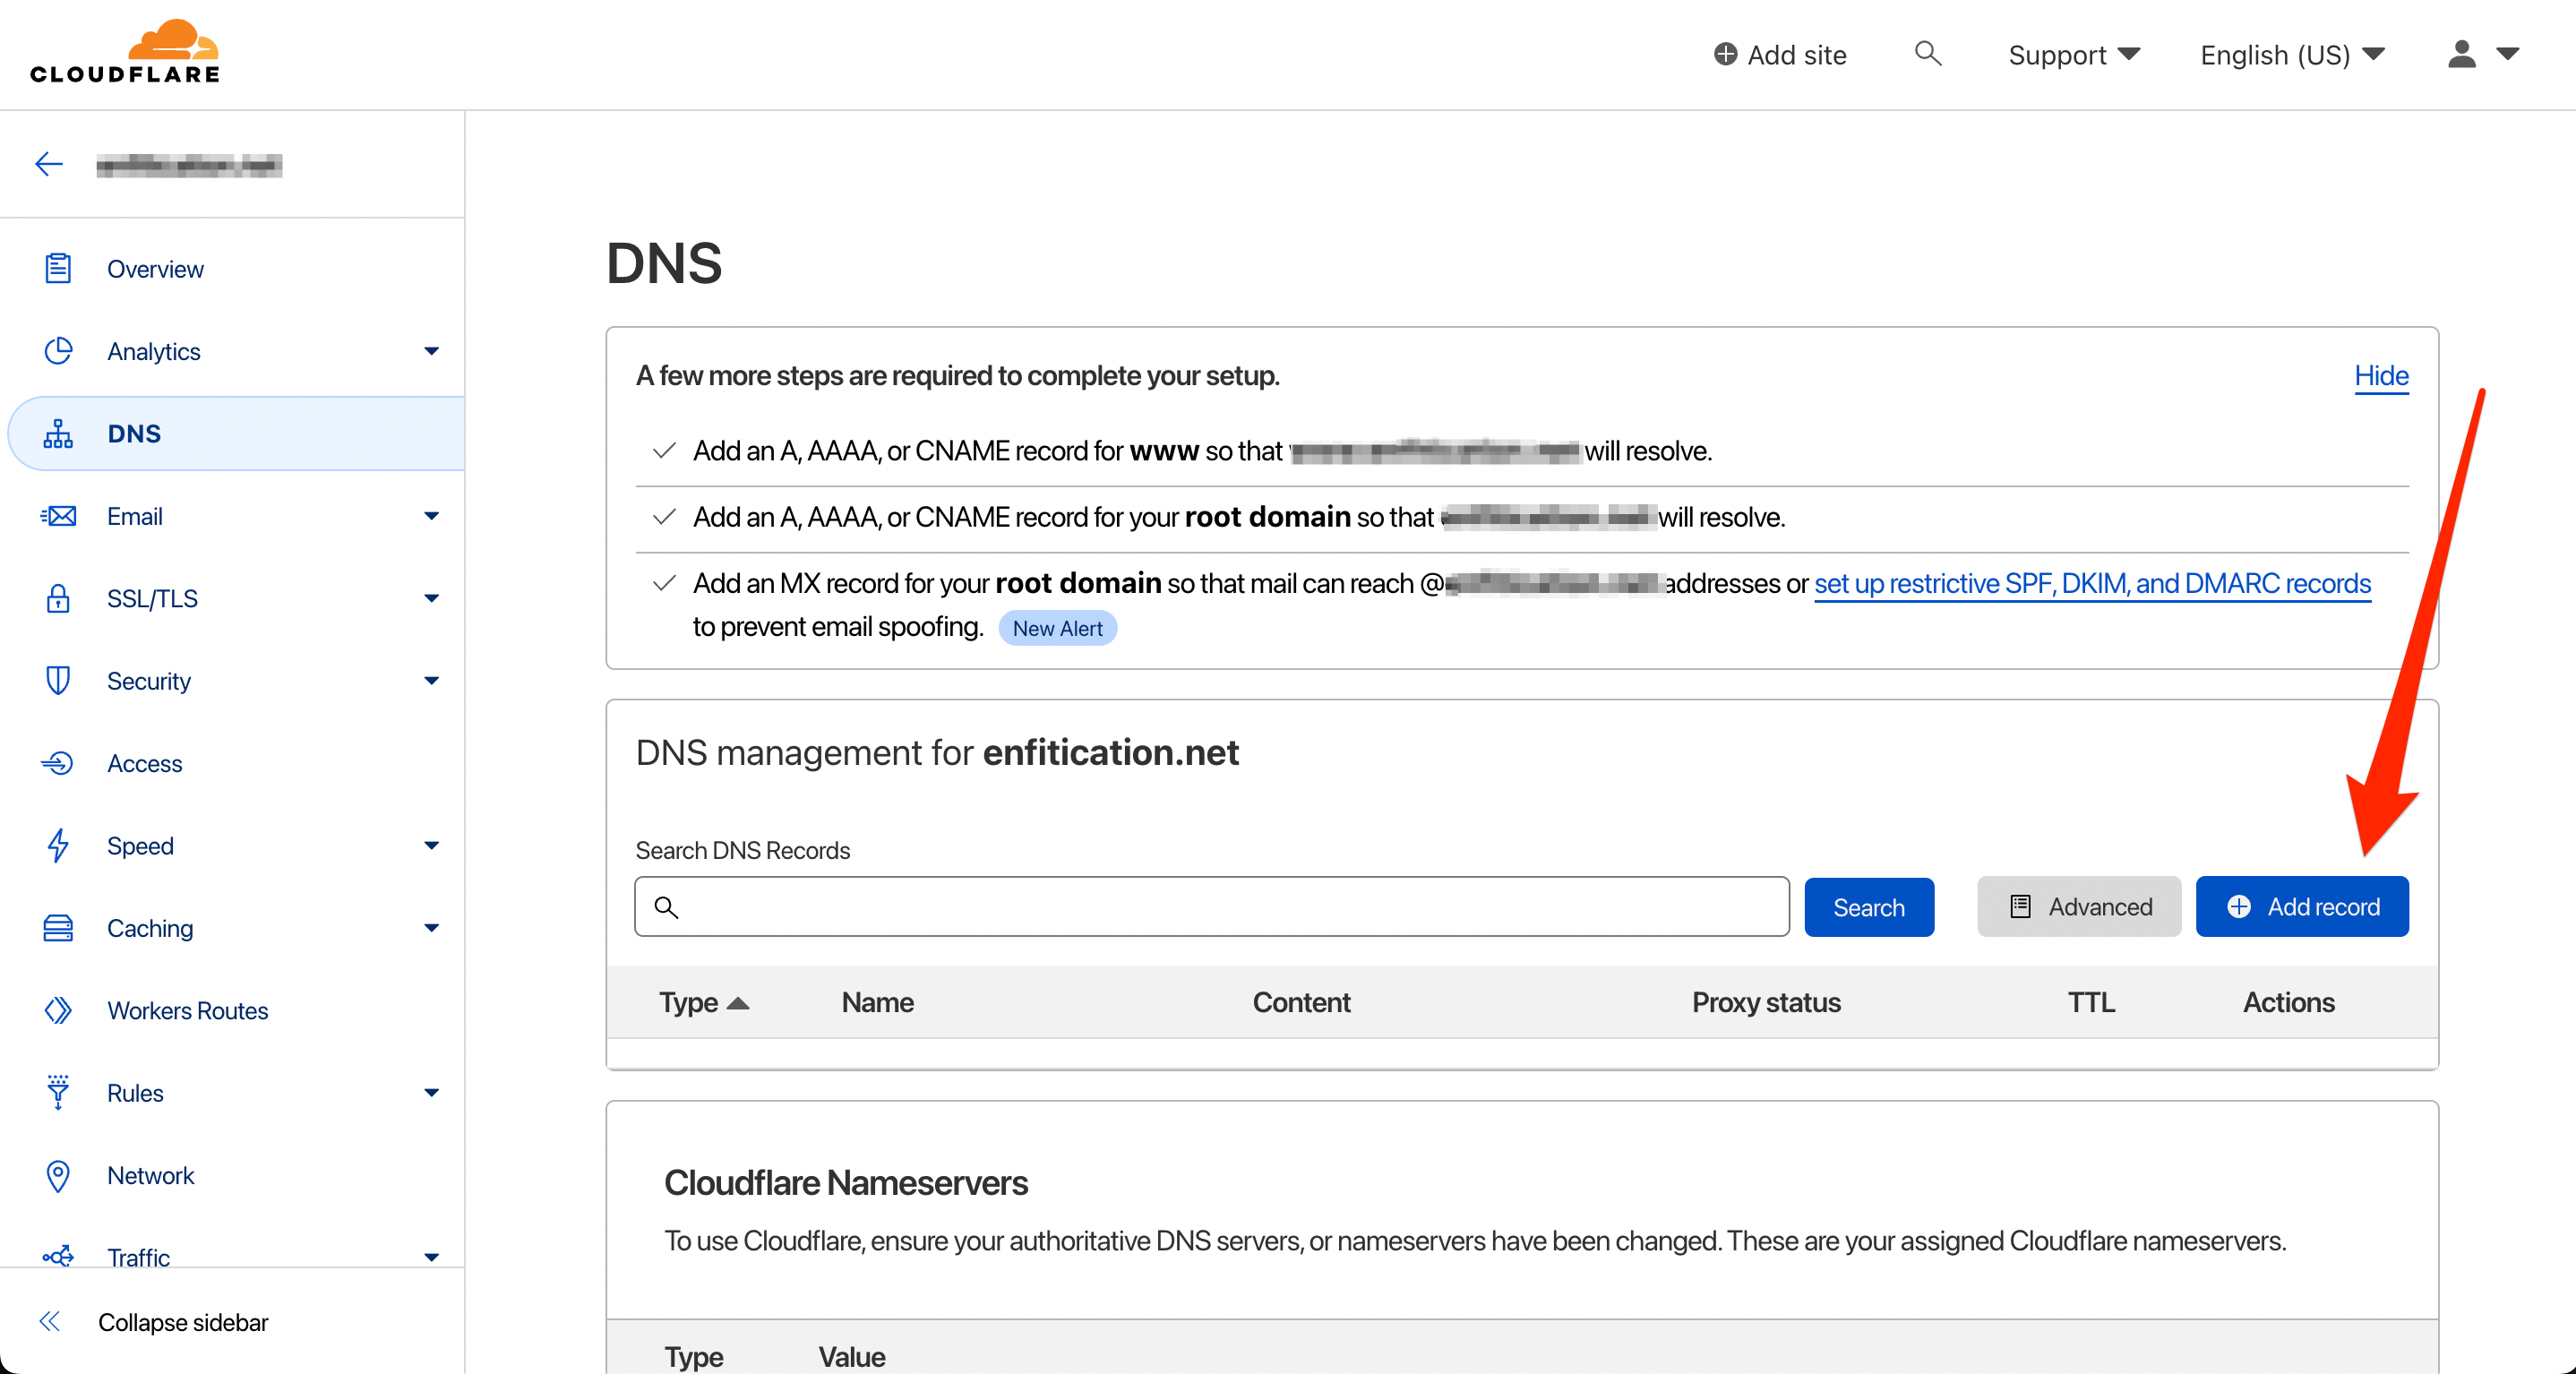 CLOUDFLARE
Add site
Support
English (US)
Overview
Analytics
DNS
Email
SSL/TLS
Security
Access
Speed
Caching
Workers Routes
Rules
Network
Traffic
Collapse sidebar
DNS
A few more steps are required to complete your setup.
Hide
Add an A, AAAA, or CNAME record for www so that will resolve.
Add an A, AAAA, or CNAME record for your root domain so that will resolve.
Add an MX record for your root domain so that mail can reach @ addresses or set up restrictive SPF, DKIM, and DMARC records
to prevent email spoofing. New Alert
DNS management for enfitication.net
Search DNS Records
Search
Advanced
Add record
Type Name Content Proxy status TTL Actions
Cloudflare Nameservers
To use Cloudflare, ensure your authoritative DNS servers, or nameservers have been changed. These are your assigned Cloudflare nameservers.
Type Value